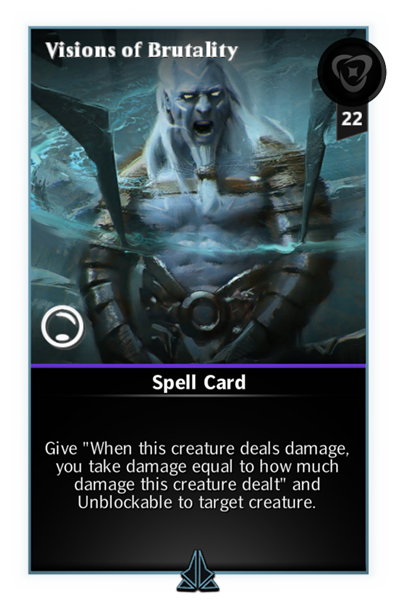 Visions of Brutality
22
Spell Card
Give "When this creature deals damage,
you take damage equal to how much
damage this creature dealt" and
Unblockable to target creature.